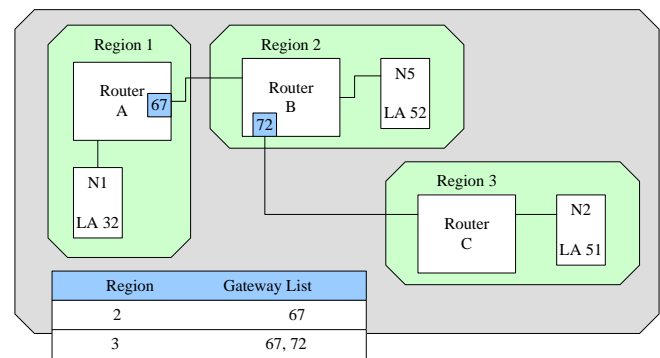 Region 1
Router
A
67
N1
LA 32
Region 2
Router
B
72
N5
LA 52
Region 3
Router
C
N2
LA 51
Region Gateway List
2 67
3 67, 72